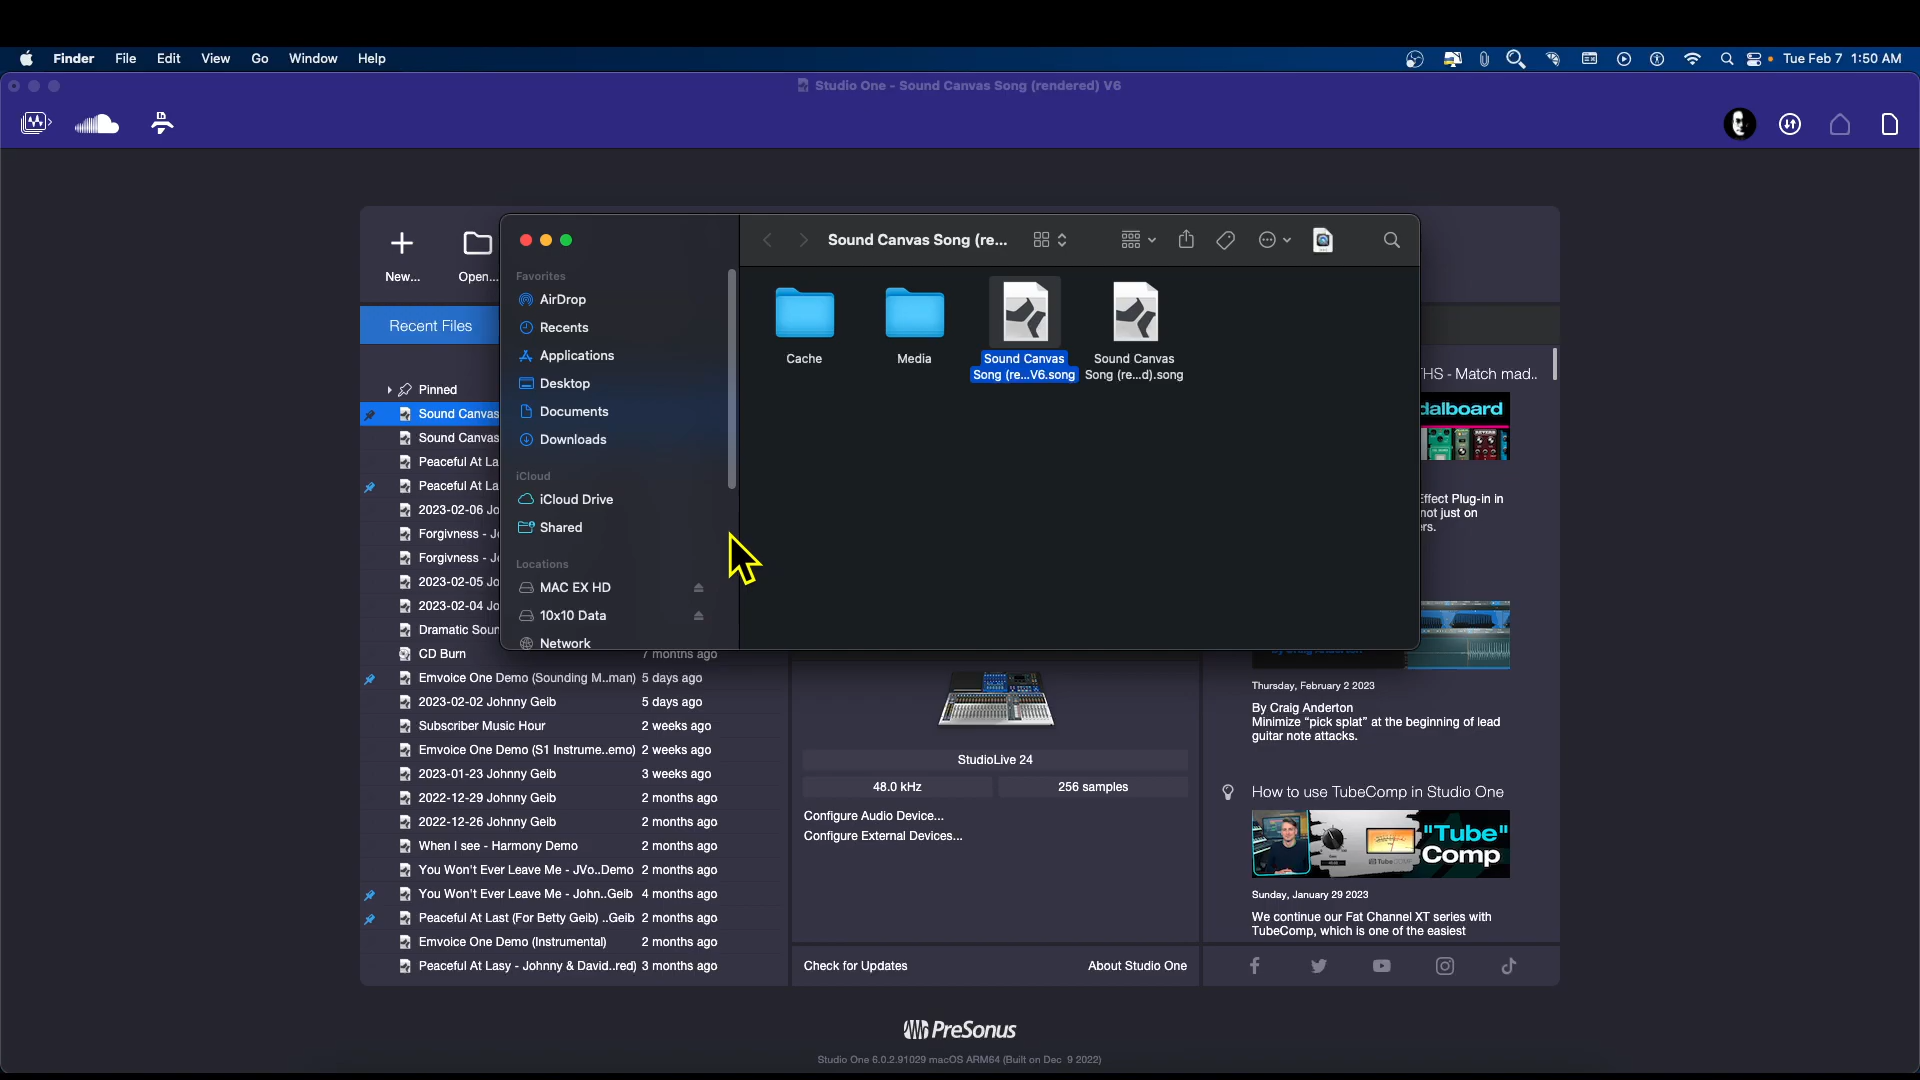 Finder File Edit View Go Window Help
Tue Feb 7 1:50 AM
Studio One - Sound Canvas Song (rendered) V6
New...
Open...
Recent Files
Pinned
Sound Canvas
Sound Canvas
Peaceful At La
Peaceful At La
2023-02-06 Jo
Forgivness - Jo
Forgivness - Jo
2023-02-05 Jo
2023-02-04 Jo
Dramatic Soun
CD Burn 7 months ago
Emvoice One Demo (Sounding M..man) 5 days ago
2023-02-02 Johnny Geib 5 days ago
Subscriber Music Hour 2 weeks ago
Emvoice One Demo (S1 Instrume..emo) 2 weeks ago
2023-01-23 Johnny Geib 3 weeks ago
2022-12-29 Johnny Geib 2 months ago
2022-12-26 Johnny Geib 2 months ago
When I see - Harmony Demo 2 months ago
You Won't Ever Leave Me - JVo..Demo 2 months ago
You Won't Ever Leave Me - John..Geib 4 months ago
Peaceful At Last (For Betty Geib) ..Geib 2 months ago
Emvoice One Demo (Instrumental) 2 months ago
Peaceful At Lasy - Johnny & David..red) 3 months ago
Favorites
AirDrop
Recents
Applications
Desktop
Documents
Downloads
iCloud
iCloud Drive
Shared
Locations
MAC EX HD
10x10 Data
Network
Sound Canvas Song (re...
Cache
Media
Sound Canvas
Song (re...V6.song
Sound Canvas
Song (re...d).song
StudioLive 24
48.0 kHz
256 samples
Configure Audio Device...
Configure External Devices...
Check for Updates
About Studio One
THS - Match mad..
dalboard
Effect Plug-in in
not just on
ers.
Thursday, February 2 2023
By Craig Anderton
Minimize “pick splat” at the beginning of lead
guitar note attacks.
How to use TubeComp in Studio One
"Tube"
Comp
Sunday, January 29 2023
We continue our Fat Channel XT series with
TubeComp, which is one of the easiest
PreSonus
Studio One 6.0.2.91029 macOS ARM64 (Built on Dec 9 2022)